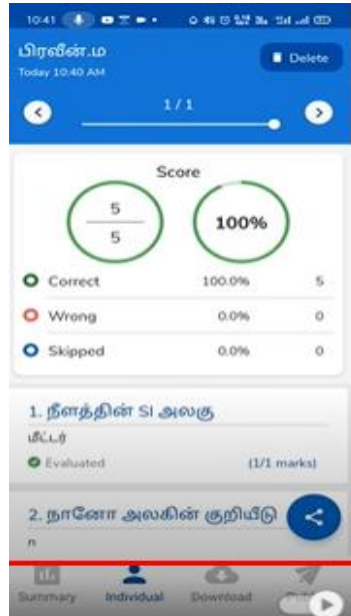 10:41
பிரவீன்.ம
Today 10:40 AM
Delete
1 / 1
Score
5
5
100%
Correct 100.0% 5
Wrong 0.0% 0
Skipped 0.0% 0
1. நீளத்தின் SI அலகு
மீட்டர்
Evaluated (1/1 marks)
2. நானோ அலகின் குறியீடு
n
Summary Individual Download